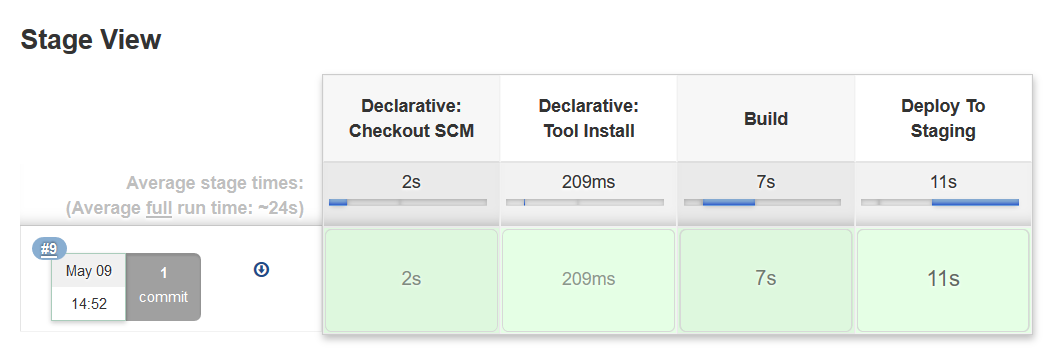 Stage View
Declarative:
Checkout SCM
Declarative:
Tool Install
Build
Deploy To
Staging
Average stage times:
(Average full run time: ~24s)
2s
209ms
7s
11s
#9
May 09
14:52
1
commit
2s
209ms
7s
11s